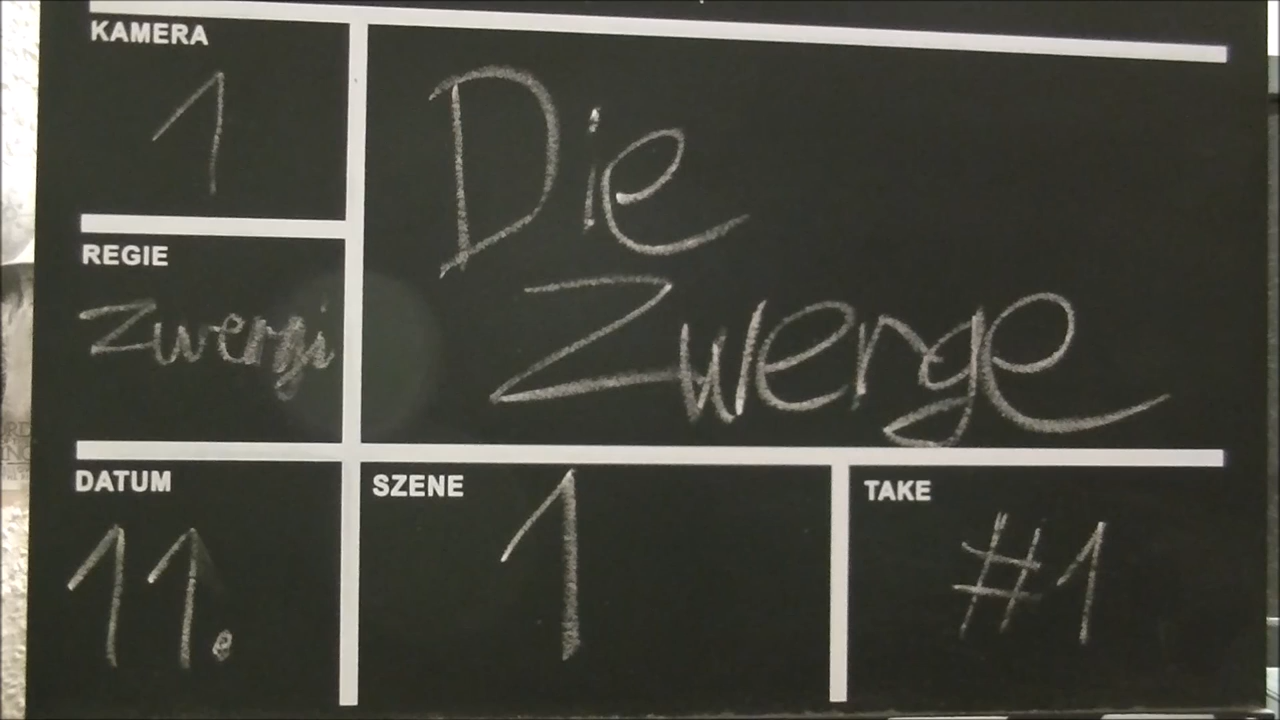 KAMERA
1
Die
REGIE
Zwergi
Zwerge
DATUM
11.
SZENE
1
TAKE
#1